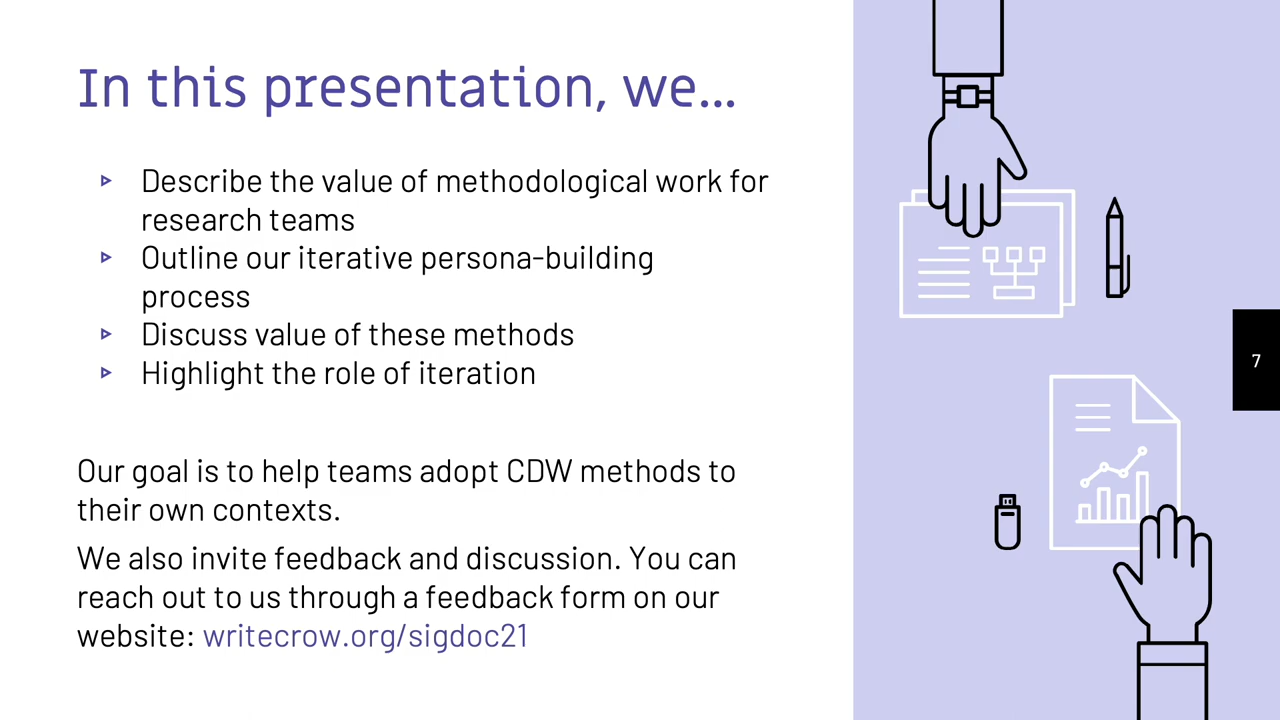 In this presentation, we...
▹ Describe the value of methodological work for
research teams
▹ Outline our iterative persona-building
process
▹ Discuss value of these methods
▹ Highlight the role of iteration
Our goal is to help teams adopt CDW methods to
their own contexts.
We also invite feedback and discussion. You can
reach out to us through a feedback form on our
website: writecrow.org/sigdoc21
7